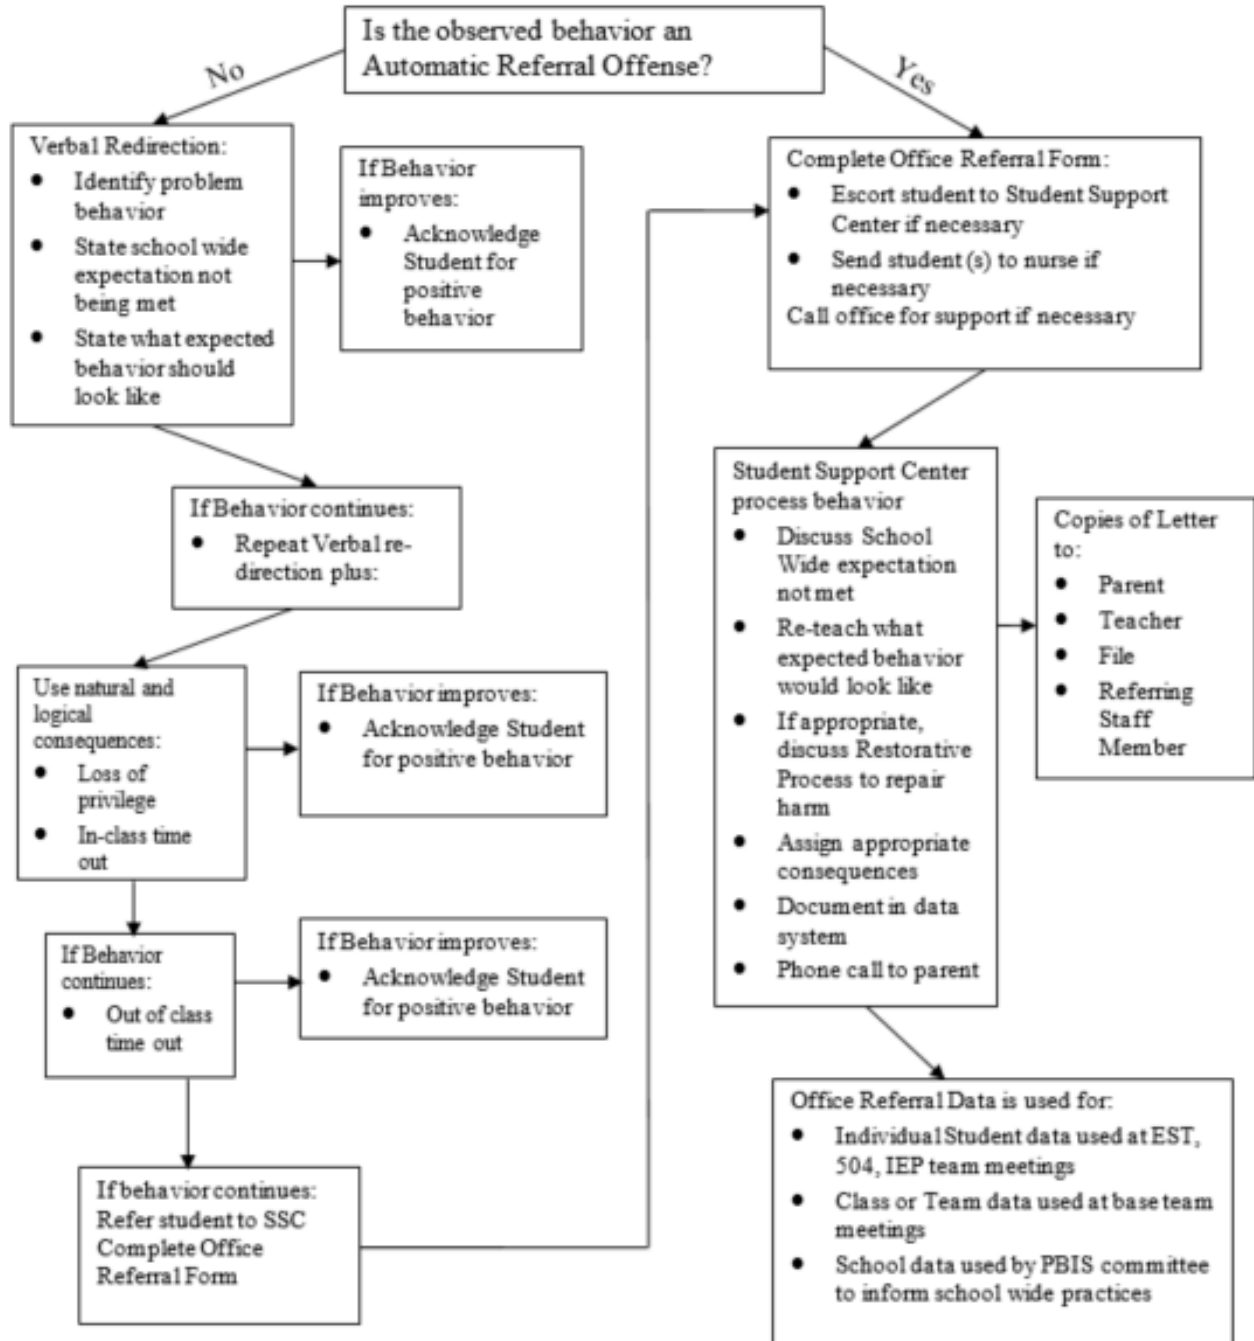 Is the observed behavior an
Automatic Referral Offense?
No
Yes
Verbal Redirection:
● Identify problem
behavior
● State school wide
expectation not
being met
● State what expected
behavior should
look like
If Behavior
improves:
● Acknowledge
Student for
positive
behavior
If Behavior continues:
● Repeat Verbal re-
direction plus:
Use natural and
logical
consequences:
● Loss of
privilege
● In-class time
out
If Behavior improves:
● Acknowledge Student
for positive behavior
If Behavior
continues:
● Out of class
time out
If Behavior improves:
● Acknowledge Student
for positive behavior
If behavior continues:
Refer student to SSC
Complete Office
Referral Form
Complete Office Referral Form:
● Escort student to Student Support
Center if necessary
● Send student (s) to nurse if
necessary
Call office for support if necessary
Student Support Center
process behavior
● Discuss School
Wide expectation
not met
● Re-teach what
expected behavior
would look like
● If appropriate,
discuss Restorative
Process to repair
harm
● Assign appropriate
consequences
● Document in data
system
● Phone call to parent
Copies of Letter
to:
● Parent
● Teacher
● File
● Referring
Staff
Member
Office Referral Data is used for:
● Individual Student data used at EST,
504, IEP team meetings
● Class or Team data used at base team
meetings
● School data used by PBIS committee
to inform school wide practices